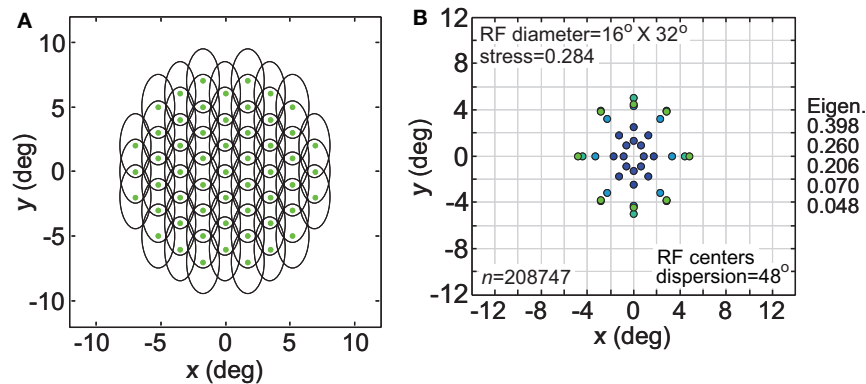 A
10
5
0
-5
-10
-10 -5 0 5 10
x (deg)
y (deg)
B
RF diameter=16° X 32°
stress=0.284
12
8
4
0
-4
-8
-12
-12 -8 -4 0 4 8 12
x (deg)
y (deg)
n=208747
RF centers
dispersion=48°
Eigen.
0.398
0.260
0.206
0.070
0.048